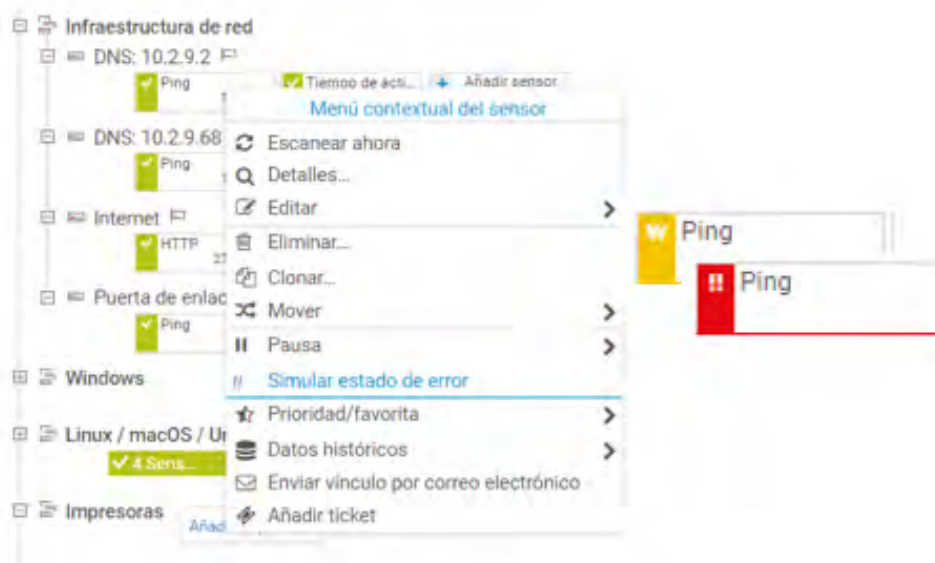 Infraestructura de red
DNS: 10.2.9.2
Ping
Tiempo de acti...
Añadir sensor
Menú contextual del sensor
DNS: 10.2.9.68
Ping
Escanear ahora
Detalles...
Editar
Internet
HTTP
Eliminar...
Clonar...
Puerta de enlac
Ping
Mover
Pausa
Windows
Simular estado de error
Prioridad/favorita
Linux / macOS / Un
4 Sens...
Datos históricos
Enviar vínculo por correo electrónico
Impresoras
Añad
Añadir ticket
W Ping
!! Ping